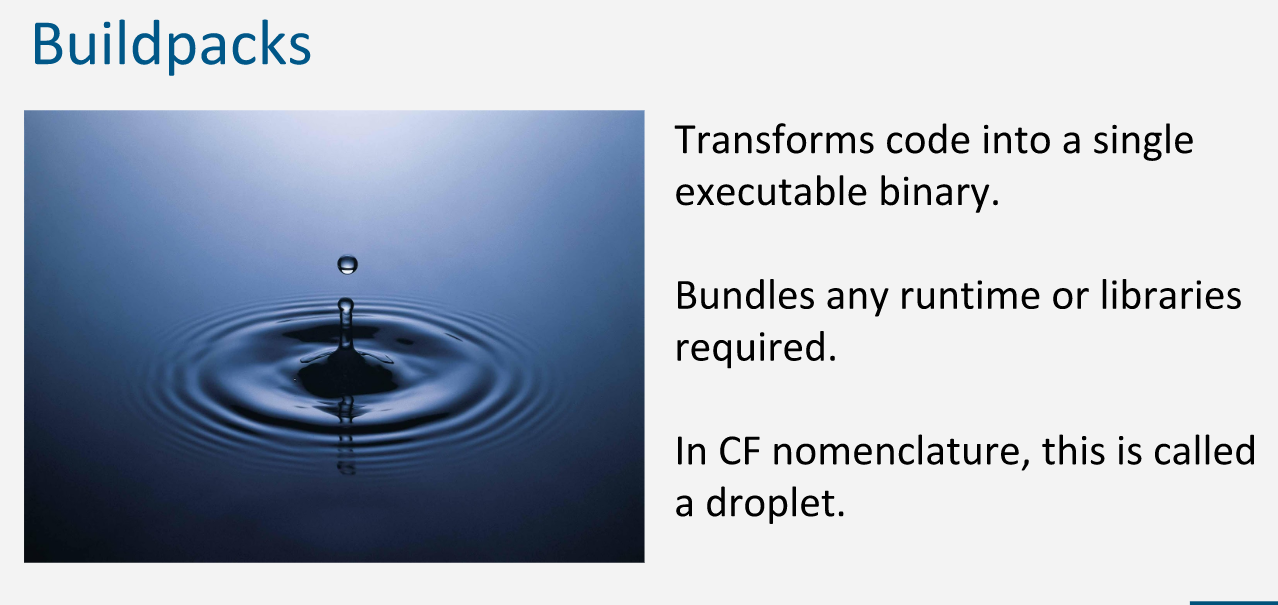 Buildpacks
Transforms code into a single
executable binary.
Bundles any runtime or libraries
required.
In CF nomenclature, this is called
a droplet.